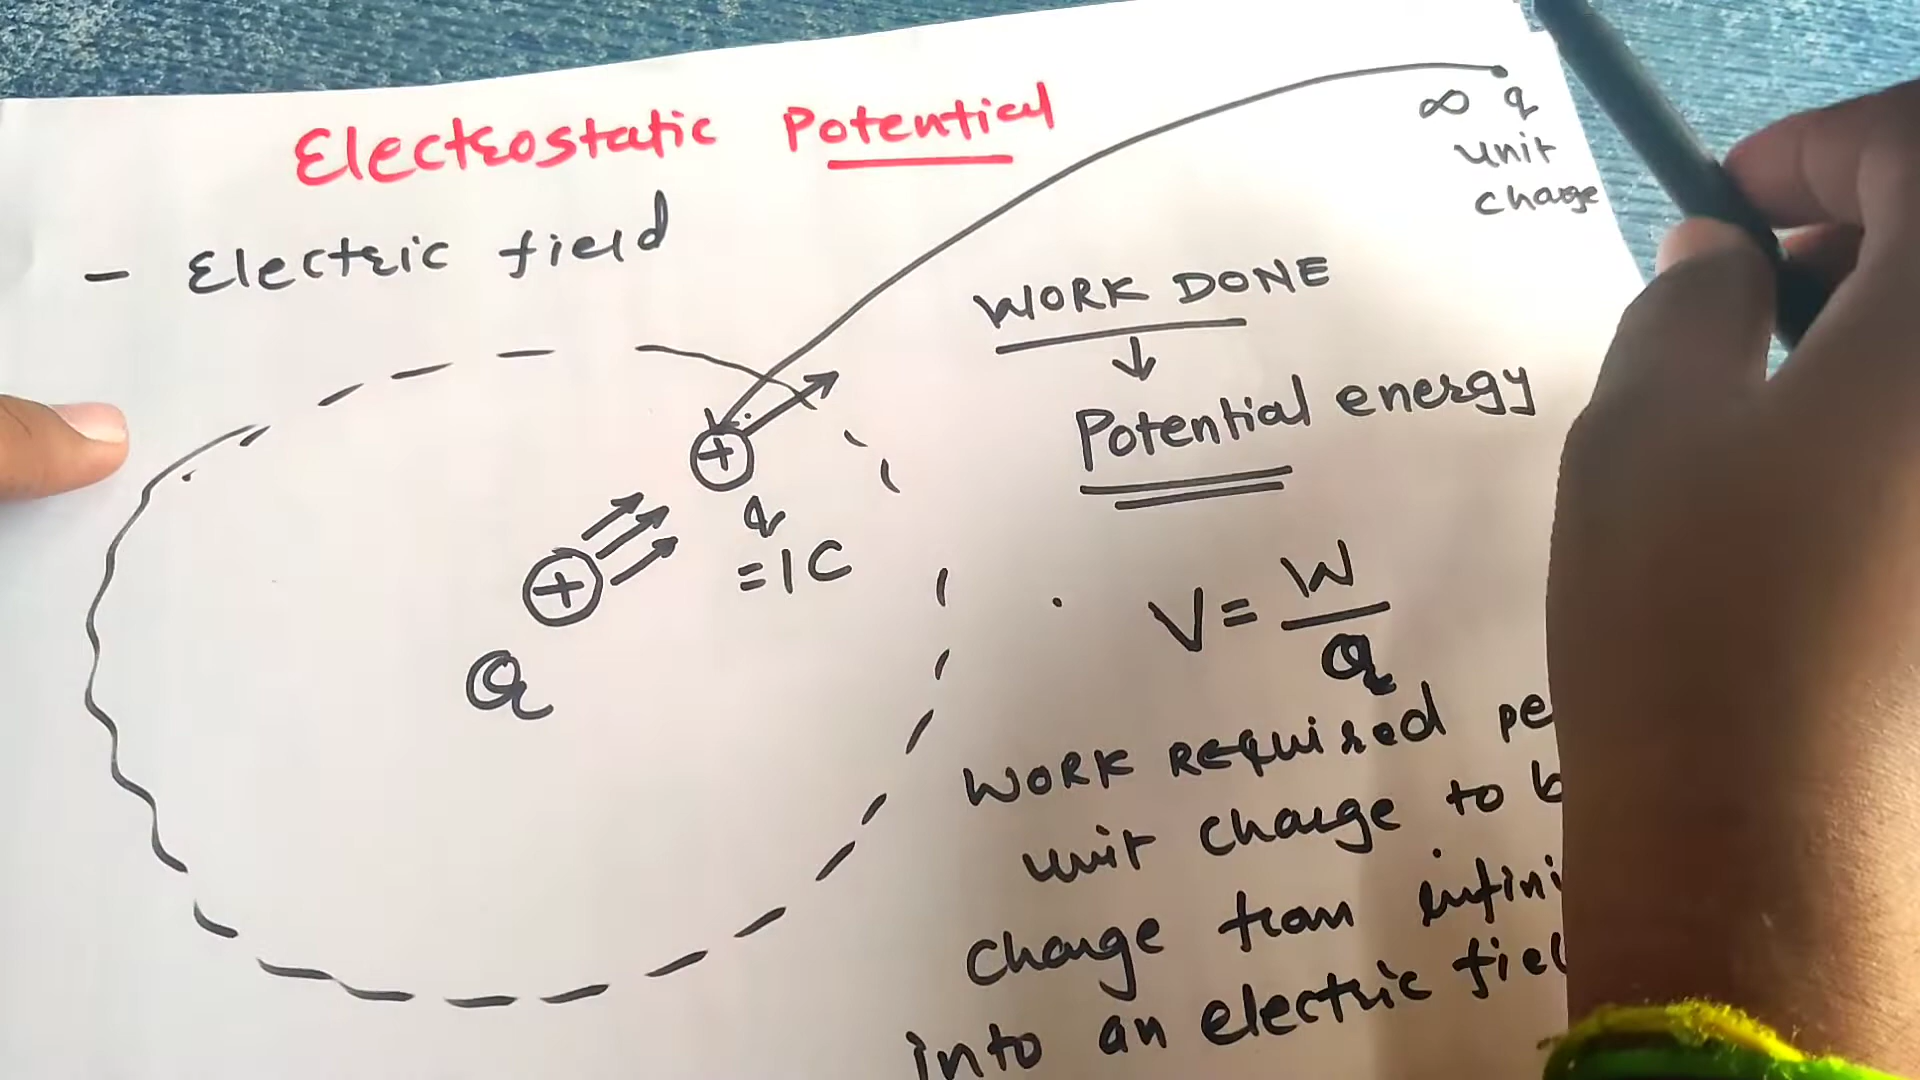 Electrostatic Potential
- Electric field
∞ q
unit
charge
WORK DONE
↓
Potential energy
+
q
=1C
+
Q
V = W
Q
WORK REquired pe
unit charge to b
charge from infini
into an electric fiel